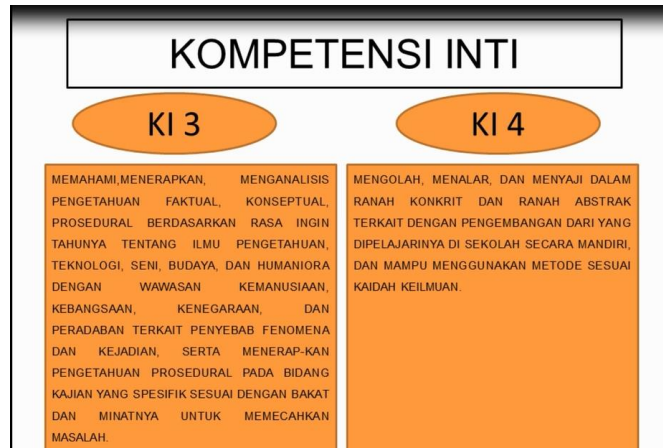 KOMPETENSI INTI
KI 3
MEMAHAMI,MENERAPKAN, MENGANALISIS
PENGETAHUAN FAKTUAL, KONSEPTUAL,
PROSEDURAL BERDASARKAN RASA INGIN
TAHUNYA TENTANG ILMU PENGETAHUAN,
TEKNOLOGI, SENI, BUDAYA, DAN HUMANIORA
DENGAN WAWASAN KEMANUSIAAN,
KEBANGSAAN, KENEGARAAN, DAN
PERADABAN TERKAIT PENYEBAB FENOMENA
DAN KEJADIAN, SERTA MENERAP-KAN
PENGETAHUAN PROSEDURAL PADA BIDANG
KAJIAN YANG SPESIFIK SESUAI DENGAN BAKAT
DAN MINATNYA UNTUK MEMECAHKAN
MASALAH.
KI 4
MENGOLAH, MENALAR, DAN MENYAJI DALAM
RANAH KONKRIT DAN RANAH ABSTRAK
TERKAIT DENGAN PENGEMBANGAN DARI YANG
DIPELAJARINYA DI SEKOLAH SECARA MANDIRI,
DAN MAMPU MENGGUNAKAN METODE SESUAI
KAIDAH KEILMUAN.